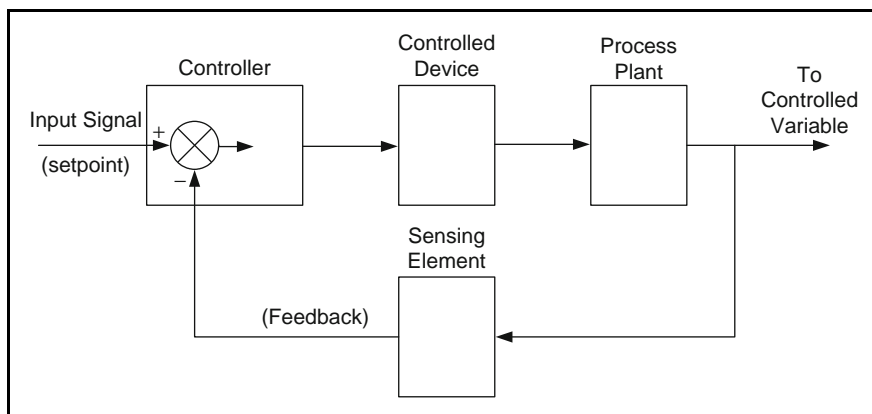 Controller
Controlled
Device
Process
Plant
To
Controlled
Variable
Input Signal
(setpoint)
+
−
Sensing
Element
(Feedback)